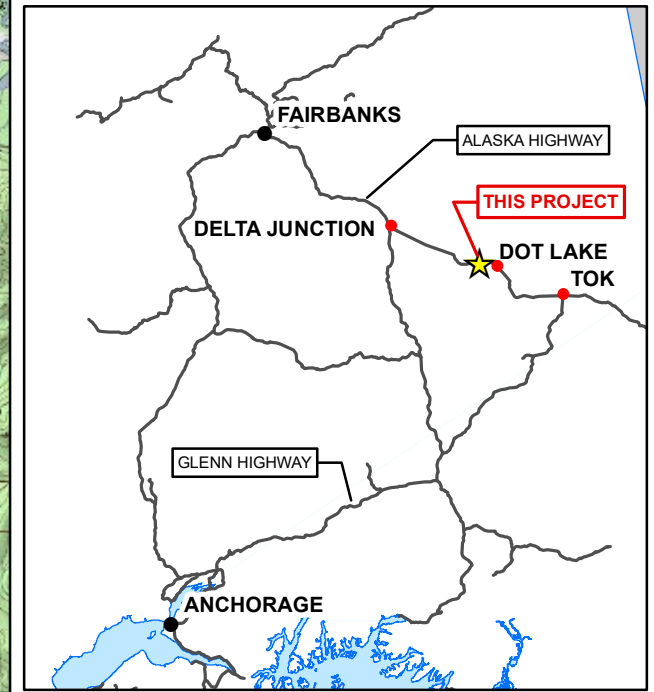 FAIRBANKS
ALASKA HIGHWAY
THIS PROJECT
DELTA JUNCTION
DOT LAKE
TOK
GLENN HIGHWAY
ANCHORAGE